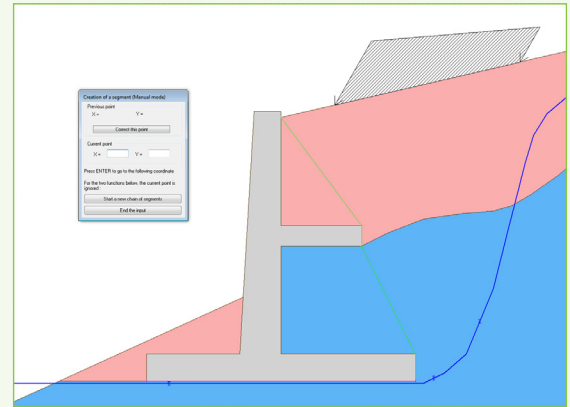 Creation of a segment (Manual mode)
Previous point
X = Y =
Correct this point
Current point
X = Y =
Press ENTER to go to the following coordinate
For the two functions below, the current point is
ignored
Start a new chain of segments
End the input